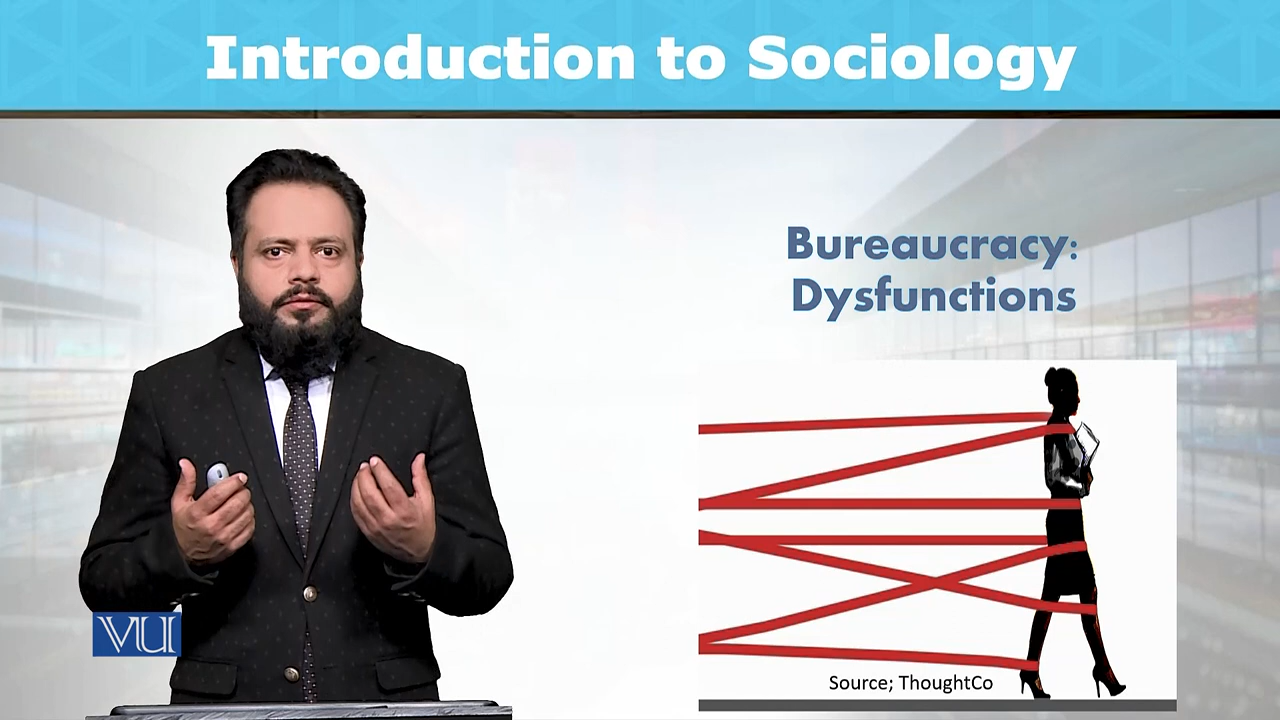 Introduction to Sociology
Bureaucracy:
Dysfunctions
Source; ThoughtCo
VU